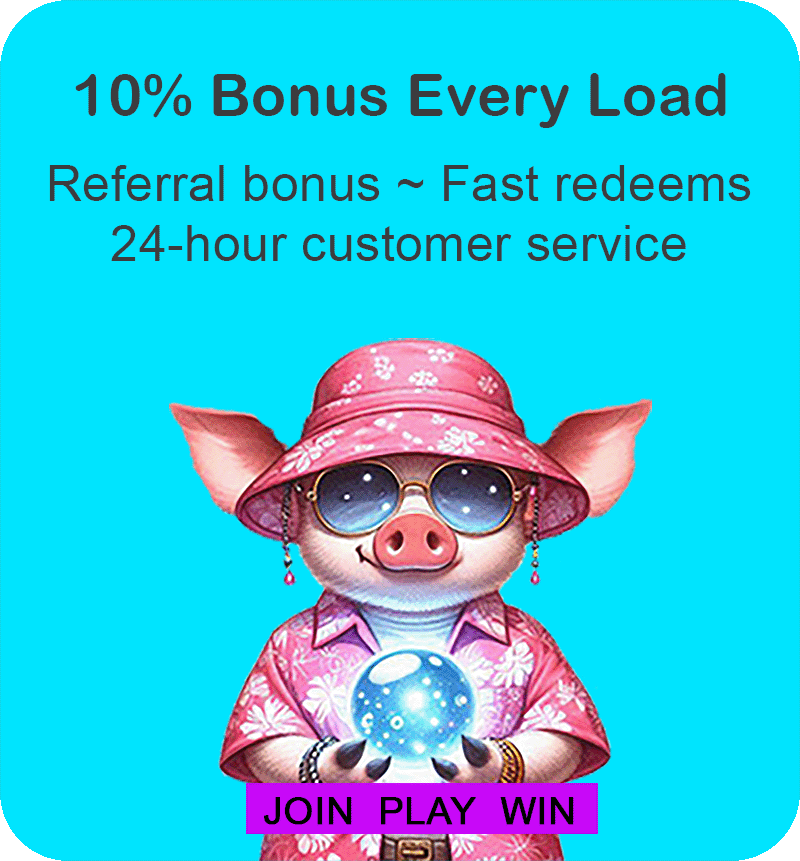 10% Bonus Every Load
Referral bonus ~ Fast redeems
24-hour customer service
JOIN PLAY WIN